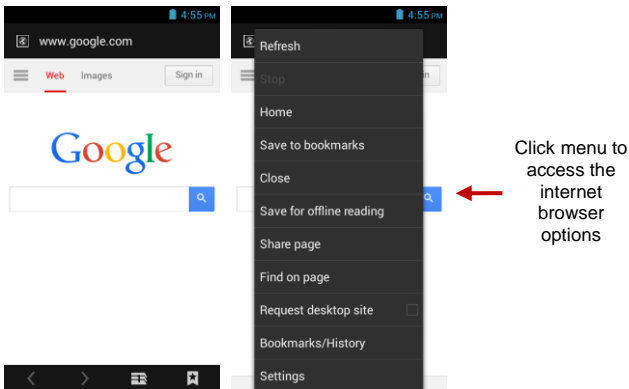 4:55 PM
www.google.com
Web Images Sign in
Google
4:55 PM
Refresh
Stop
Home
Save to bookmarks
Close
Save for offline reading
Share page
Find on page
Request desktop site
Bookmarks/History
Settings
in
Click menu to
access the
internet
browser
options